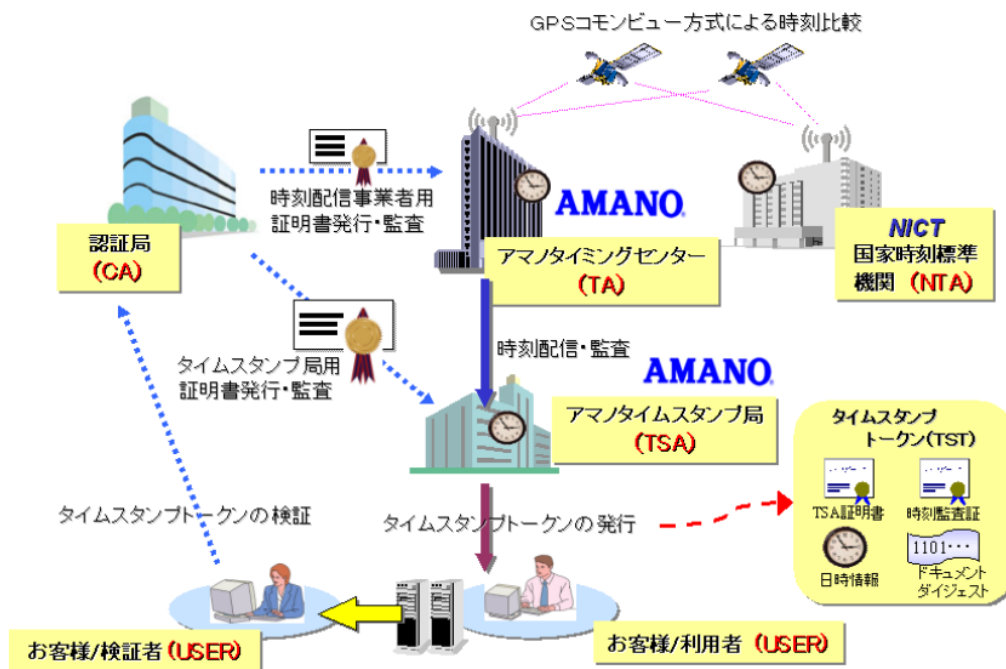 GPSコモンビュー方式による時刻比較
時刻配信事業者用
証明書発行・監査
AMANO®
認証局
(CA)
アマノタイミングセンター
(TA)
NICT
国家時刻標準
機関 (NTA)
タイムスタンプ局用
証明書発行・監査
時刻配信・監査
AMANO®
アマノタイムスタンプ局
(TSA)
タイムスタンプ
トークン(TST)
TSA証明書
時刻監査証
日時情報
1101・・・
ドキュメント
ダイジェスト
タイムスタンプトークンの検証
タイムスタンプトークンの発行
お客様/検証者 (USER)
お客様/利用者 (USER)